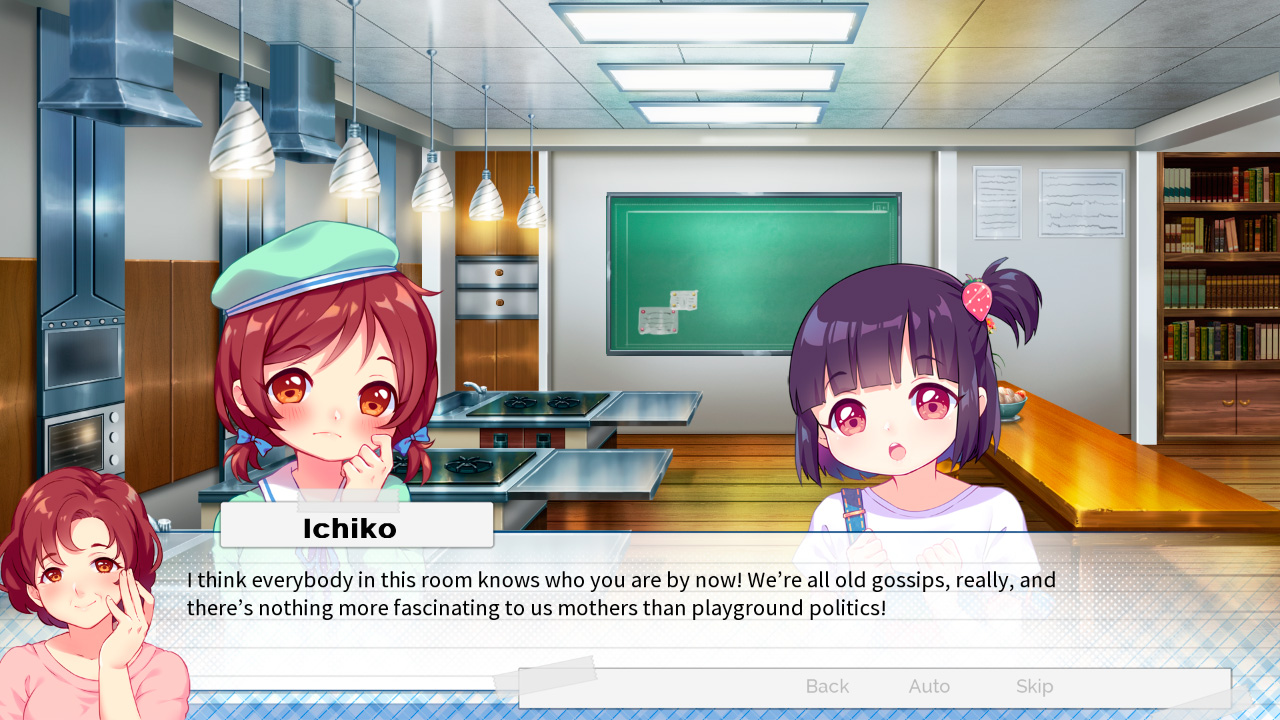 Ichiko
I think everybody in this room knows who you are by now! We’re all old gossips, really, and
there’s nothing more fascinating to us mothers than playground politics!
Back Auto Skip